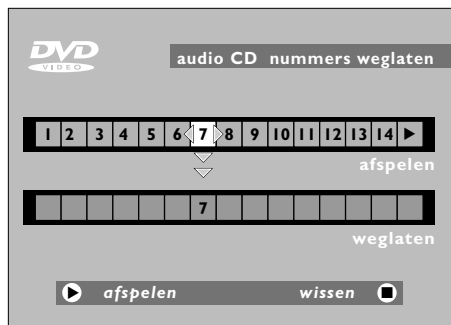 DVD
VIDEO
audio CD nummers weglaten
1 2 3 4 5 6 7 8 9 10 11 12 13 14
afspelen
7
weglaten
afspelen wissen